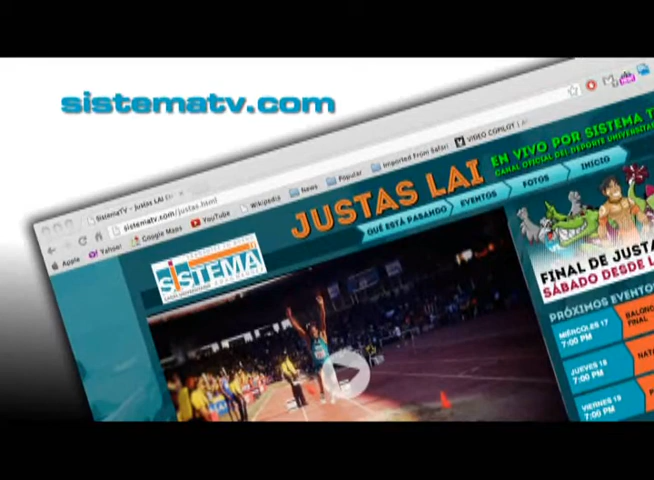 sistematv.com
SistemaTV – Justas LAI
sistematv.com/justas.html
Apple
Yahoo!
Google Maps
YouTube
Wikipedia
News
Popular
Imported From Safari
VIDEO COPILOT |
SISTEMA
JUSTAS LAI
EN VIVO POR SISTEMA T
CANAL OFICIAL DEL DEPORTE UNIVERSITA
QUÉ ESTÁ PASANDO
EVENTOS
FOTOS
INICIO
FINAL DE JUSTA
SÁBADO DESDE L
PRÓXIMOS EVENTO
MIÉRCOLES 17
7:00 PM
BALONC
FINAL
JUEVES 18
7:00 PM
NAT
VIERNES 19
7:00 PM